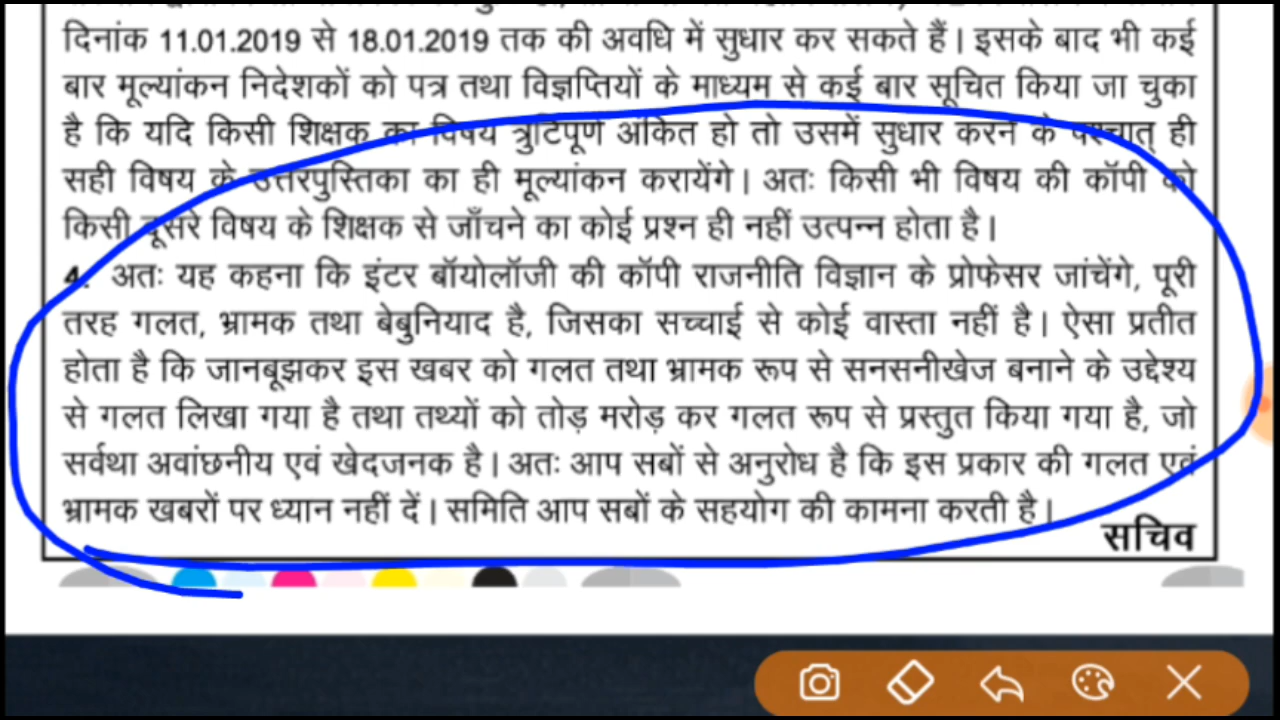 दिनांक 11.01.2019 से 18.01.2019 तक की अवधि में सुधार कर सकते हैं। इसके बाद भी कई
बार मूल्यांकन निदेशकों को पत्र तथा विज्ञप्तियों के माध्यम से कई बार सूचित किया जा चुका
है कि यदि किसी शिक्षक का विषय त्रुटिपूर्ण अंकित हो तो उसमें सुधार करने के पश्चात् ही
सही विषय के उत्तरपुस्तिका का ही मूल्यांकन करायेंगे। अतः किसी भी विषय की कॉपी को
किसी दूसरे विषय के शिक्षक से जाँचने का कोई प्रश्न ही नहीं उत्पन्न होता है।
4. अतः यह कहना कि इंटर बॉयोलॉजी की कॉपी राजनीति विज्ञान के प्रोफेसर जांचेंगे, पूरी
तरह गलत, भ्रामक तथा बेबुनियाद है, जिसका सच्चाई से कोई वास्ता नहीं है। ऐसा प्रतीत
होता है कि जानबूझकर इस खबर को गलत तथा भ्रामक रूप से सनसनीखेज बनाने के उद्देश्य
से गलत लिखा गया है तथा तथ्यों को तोड़ मरोड़ कर गलत रूप से प्रस्तुत किया गया है, जो
सर्वथा अवांछनीय एवं खेदजनक है। अतः आप सबों से अनुरोध है कि इस प्रकार की गलत एवं
भ्रामक खबरों पर ध्यान नहीं दें। समिति आप सबों के सहयोग की कामना करती है।
सचिव